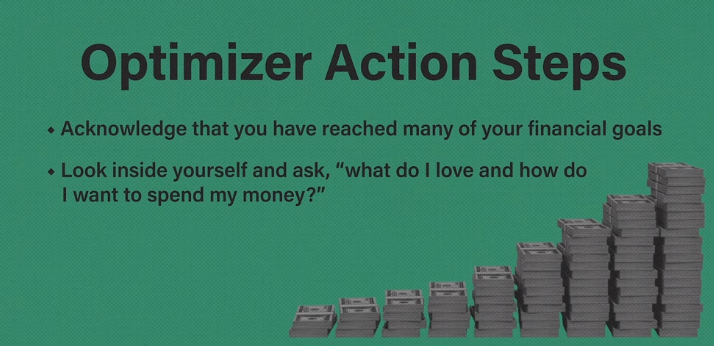 Optimizer Action Steps
◆ Acknowledge that you have reached many of your financial goals
◆ Look inside yourself and ask, “what do I love and how do
I want to spend my money?”